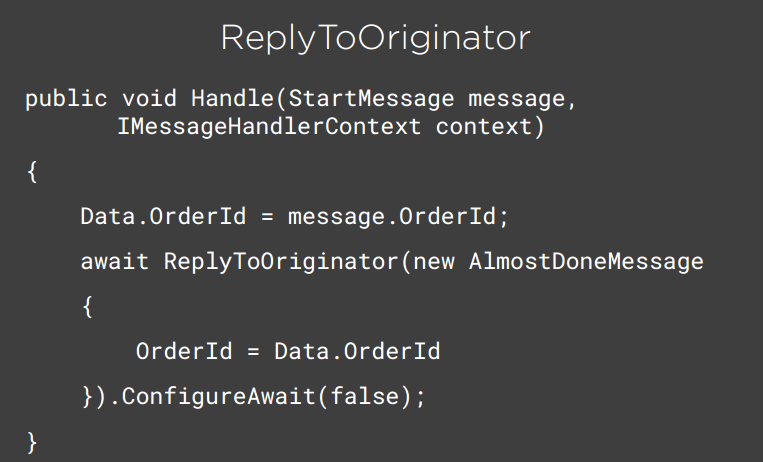 ReplyToOriginator
public void Handle(StartMessage message,
IMessageHandlerContext context)
{
Data.OrderId = message.OrderId;
await ReplyToOriginator(new AlmostDoneMessage
{
OrderId = Data.OrderId
}).ConfigureAwait(false);
}